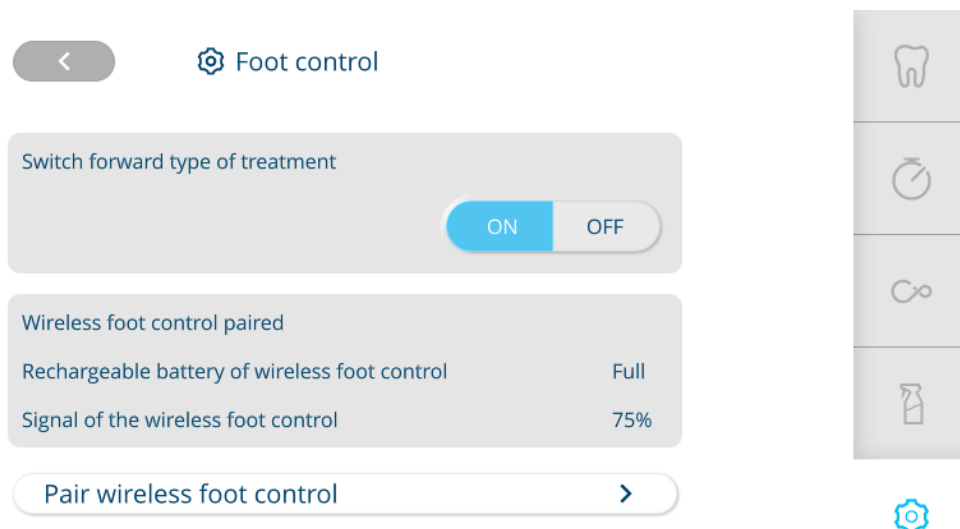 Foot control
Switch forward type of treatment
ON OFF
Wireless foot control paired
Rechargeable battery of wireless foot control Full
Signal of the wireless foot control 75%
Pair wireless foot control